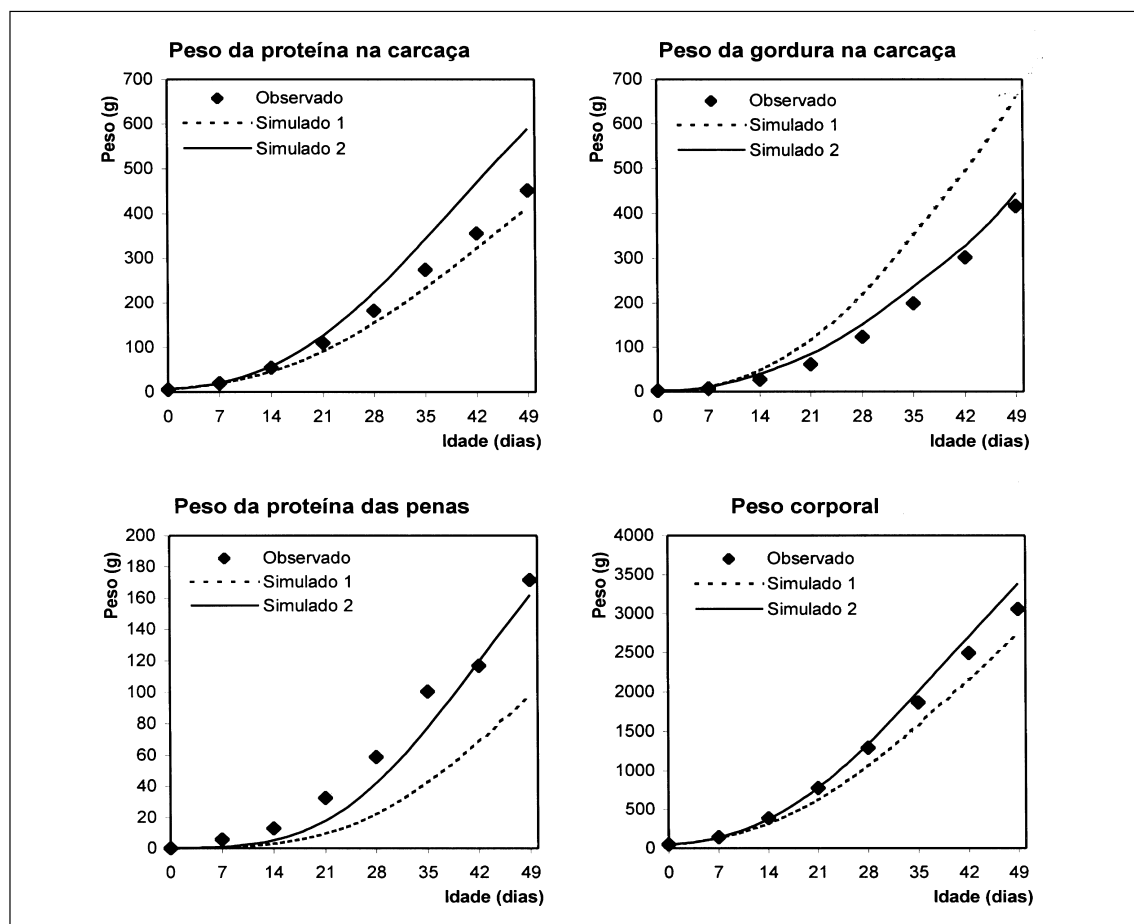 Peso da proteína na carcaça
Peso (g)
700
600
500
400
300
200
100
0
Observado
Simulado 1
Simulado 2
0 7 14 21 28 35 42 49
Idade (dias)
Peso da gordura na carcaça
Peso (g)
700
600
500
400
300
200
100
0
Observado
Simulado 1
Simulado 2
0 7 14 21 28 35 42 49
Idade (dias)
Peso da proteína das penas
Peso (g)
200
180
160
140
120
100
80
60
40
20
0
Observado
Simulado 1
Simulado 2
0 7 14 21 28 35 42 49
Idade (dias)
Peso corporal
Peso (g)
4000
3500
3000
2500
2000
1500
1000
500
0
Observado
Simulado 1
Simulado 2
0 7 14 21 28 35 42 49
Idade (dias)